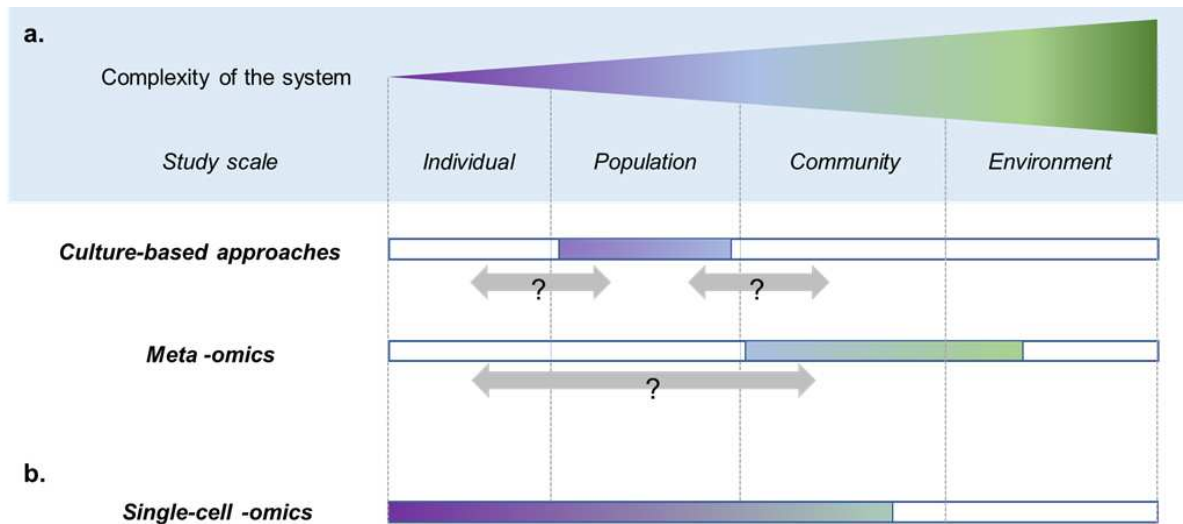 a.
Complexity of the system
Study scale
Individual
Population
Community
Environment
Culture-based approaches
?
?
Meta -omics
?
b.
Single-cell -omics